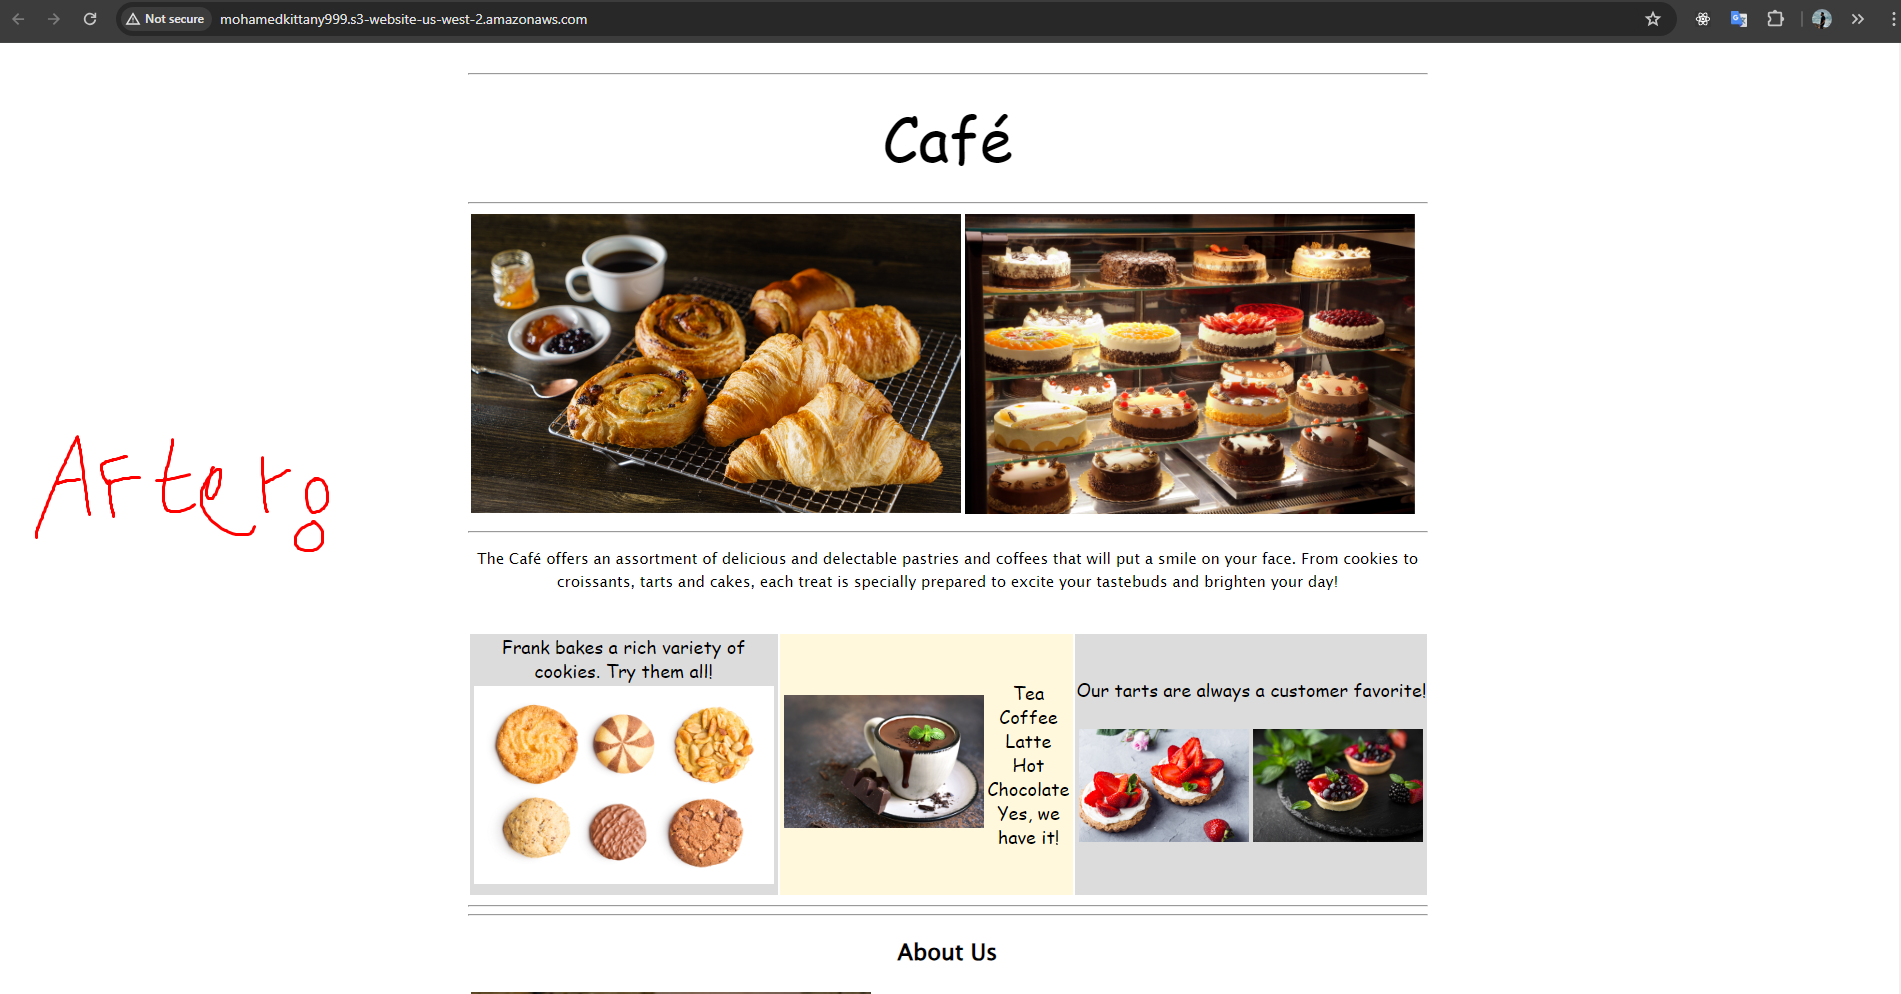 Not secure mohamedkittany999.s3-website-us-west-2.amazonaws.com
Café
After:
The Café offers an assortment of delicious and delectable pastries and coffees that will put a smile on your face. From cookies to
croissants, tarts and cakes, each treat is specially prepared to excite your tastebuds and brighten your day!
Frank bakes a rich variety of
cookies. Try them all!
Tea
Coffee
Latte
Hot
Chocolate
Yes, we
have it!
Our tarts are always a customer favorite!
About Us